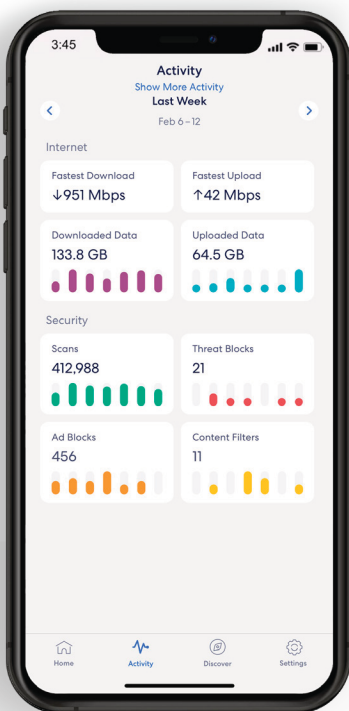 3:45
Activity
Show More Activity
Last Week
Feb 6 – 12
Internet
Fastest Download
↓951 Mbps
Fastest Upload
↑42 Mbps
Downloaded Data
133.8 GB
Uploaded Data
64.5 GB
Security
Scans
412,988
Threat Blocks
21
Ad Blocks
456
Content Filters
11
Home
Activity
Discover
Settings